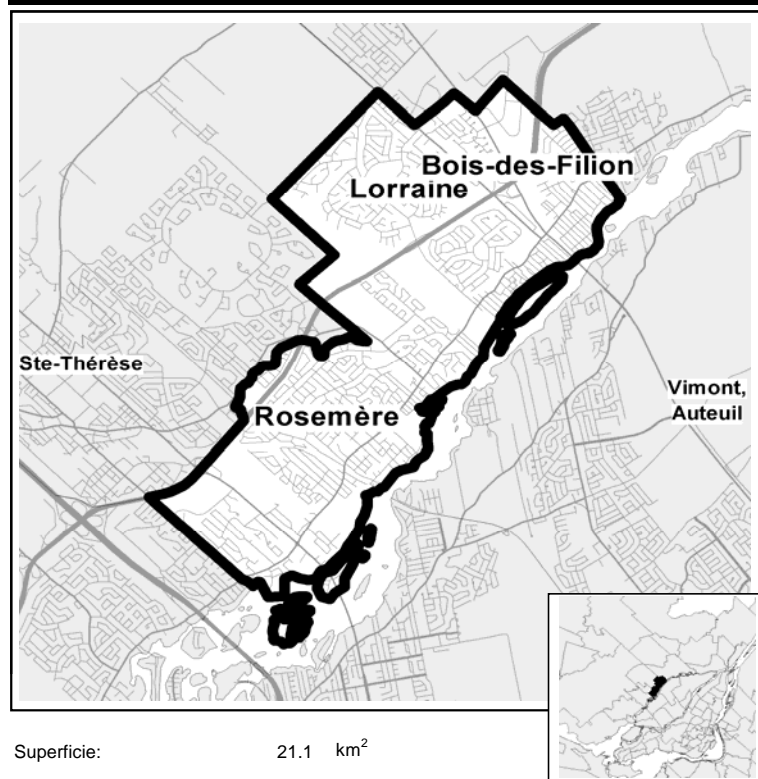 Bois-des-Filion
Lorraine
Ste-Thérèse
Vimont,
Auteuil
Rosemère
Superficie: 21.1 km²